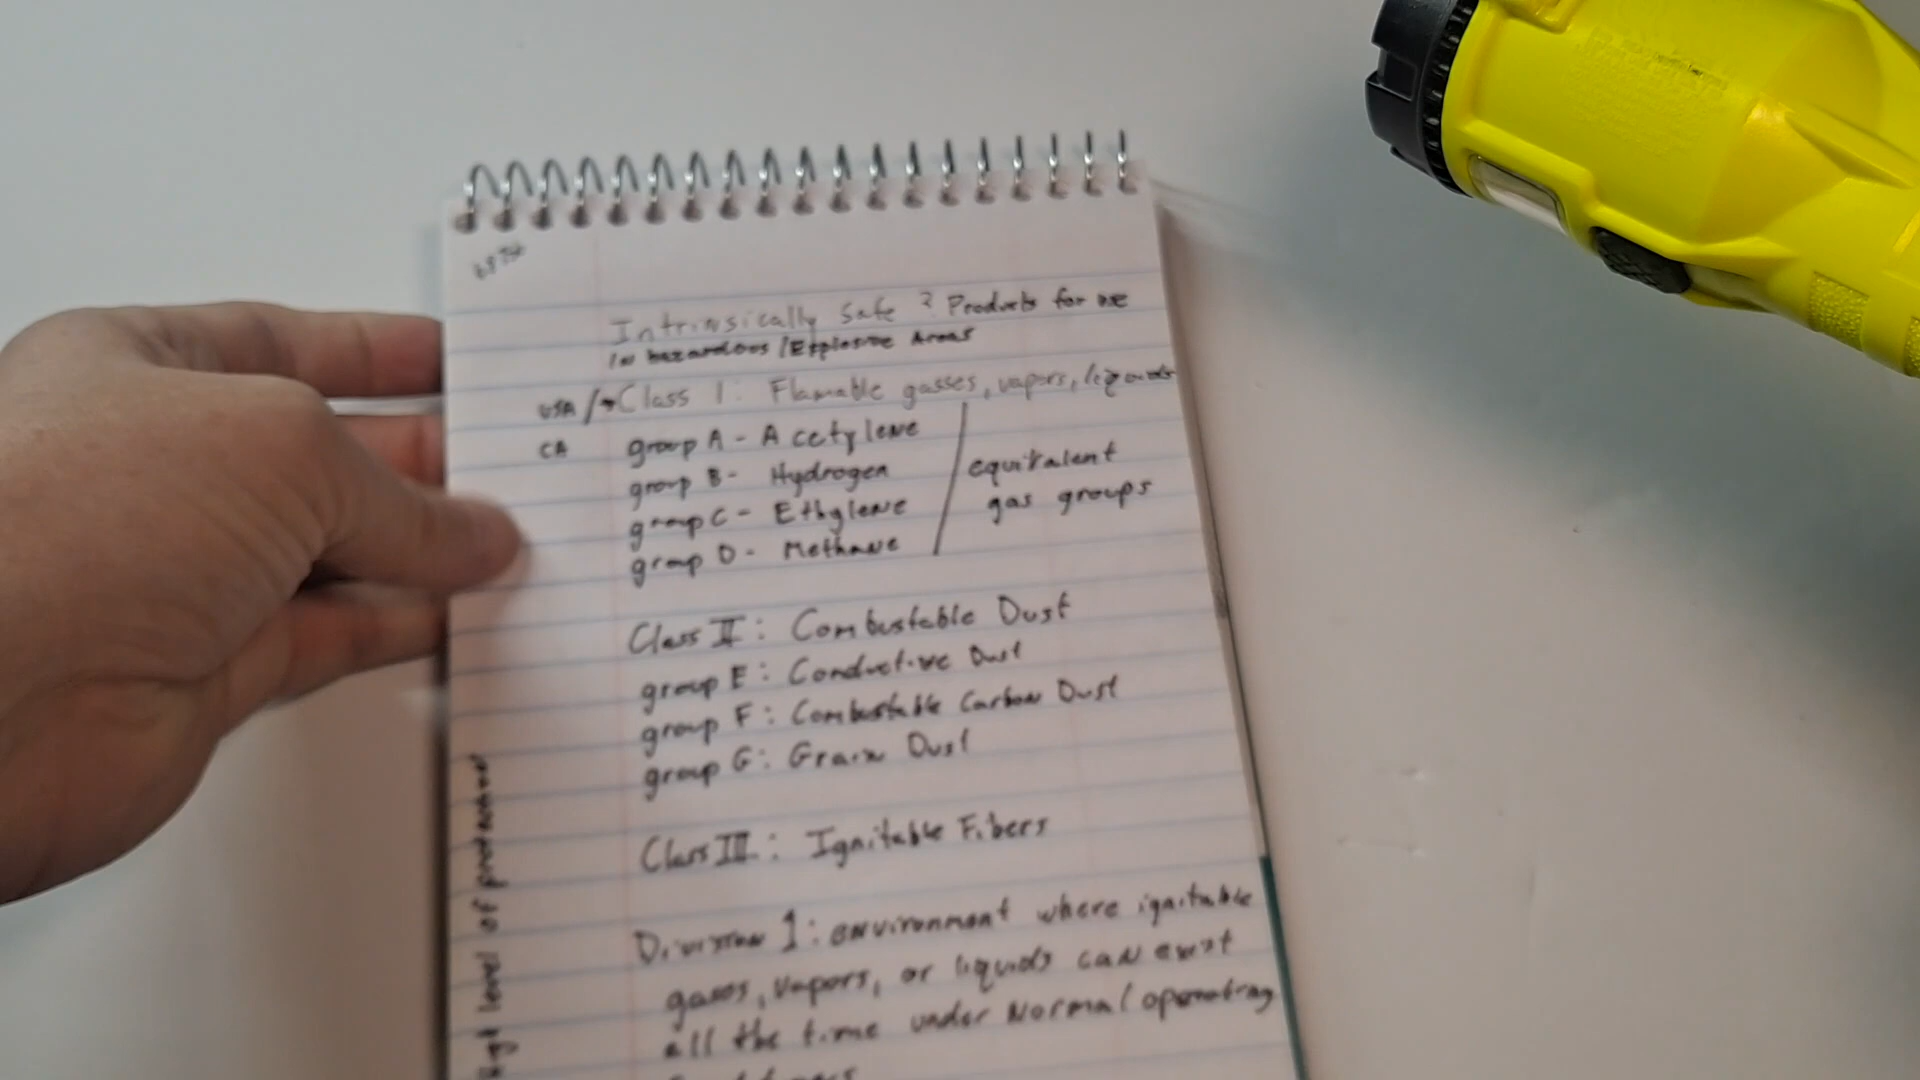 Intrinsically Safe ? Products for use
in hazardous / Explosive Areas
USA / → Class 1: Flamable gasses, vapors, liquids
CA group A - Acetylene
group B - Hydrogen
group C - Ethylene
group D - Methane
equivalent
gas groups
Class II: Combustable Dust
group E: Conductive Dust
group F: Combustable Carbon Dust
group G: Grain Dust
Class III: Ignitable Fibers
Division 1: environment where ignitable
gases, vapors, or liquids can exist
all the time under Normal operating
level of